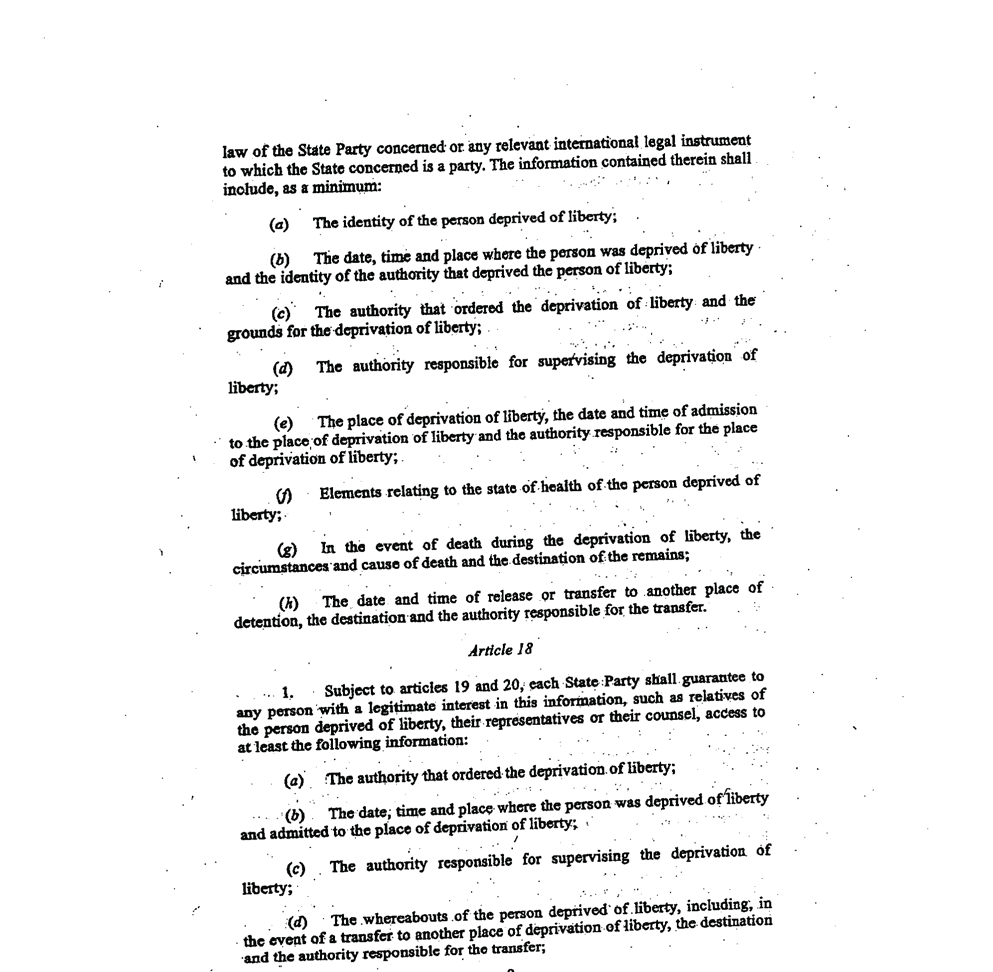 law of the State Party concerned or any relevant international legal instrument
to which the State concerned is a party. The information contained therein shall
include, as a minimum:
(a) The identity of the person deprived of liberty;
(b) The date, time and place where the person was deprived of liberty
and the identity of the authority that deprived the person of liberty;
(c) The authority that ordered the deprivation of liberty and the
grounds for the deprivation of liberty;
(d) The authority responsible for supervising the deprivation of
liberty;
(e) The place of deprivation of liberty, the date and time of admission
to the place of deprivation of liberty and the authority responsible for the place
of deprivation of liberty;
(f) Elements relating to the state of health of the person deprived of
liberty;
(g) In the event of death during the deprivation of liberty, the
circumstances and cause of death and the destination of the remains;
(h) The date and time of release or transfer to another place of
detention, the destination and the authority responsible for the transfer.
Article 18
1. Subject to articles 19 and 20, each State Party shall guarantee to
any person with a legitimate interest in this information, such as relatives of
the person deprived of liberty, their representatives or their counsel, access to
at least the following information:
(a) The authority that ordered the deprivation of liberty;
(b) The date, time and place where the person was deprived of liberty
and admitted to the place of deprivation of liberty;
(c) The authority responsible for supervising the deprivation of
liberty;
(d) The whereabouts of the person deprived of liberty, including, in
the event of a transfer to another place of deprivation of liberty, the destination
and the authority responsible for the transfer;